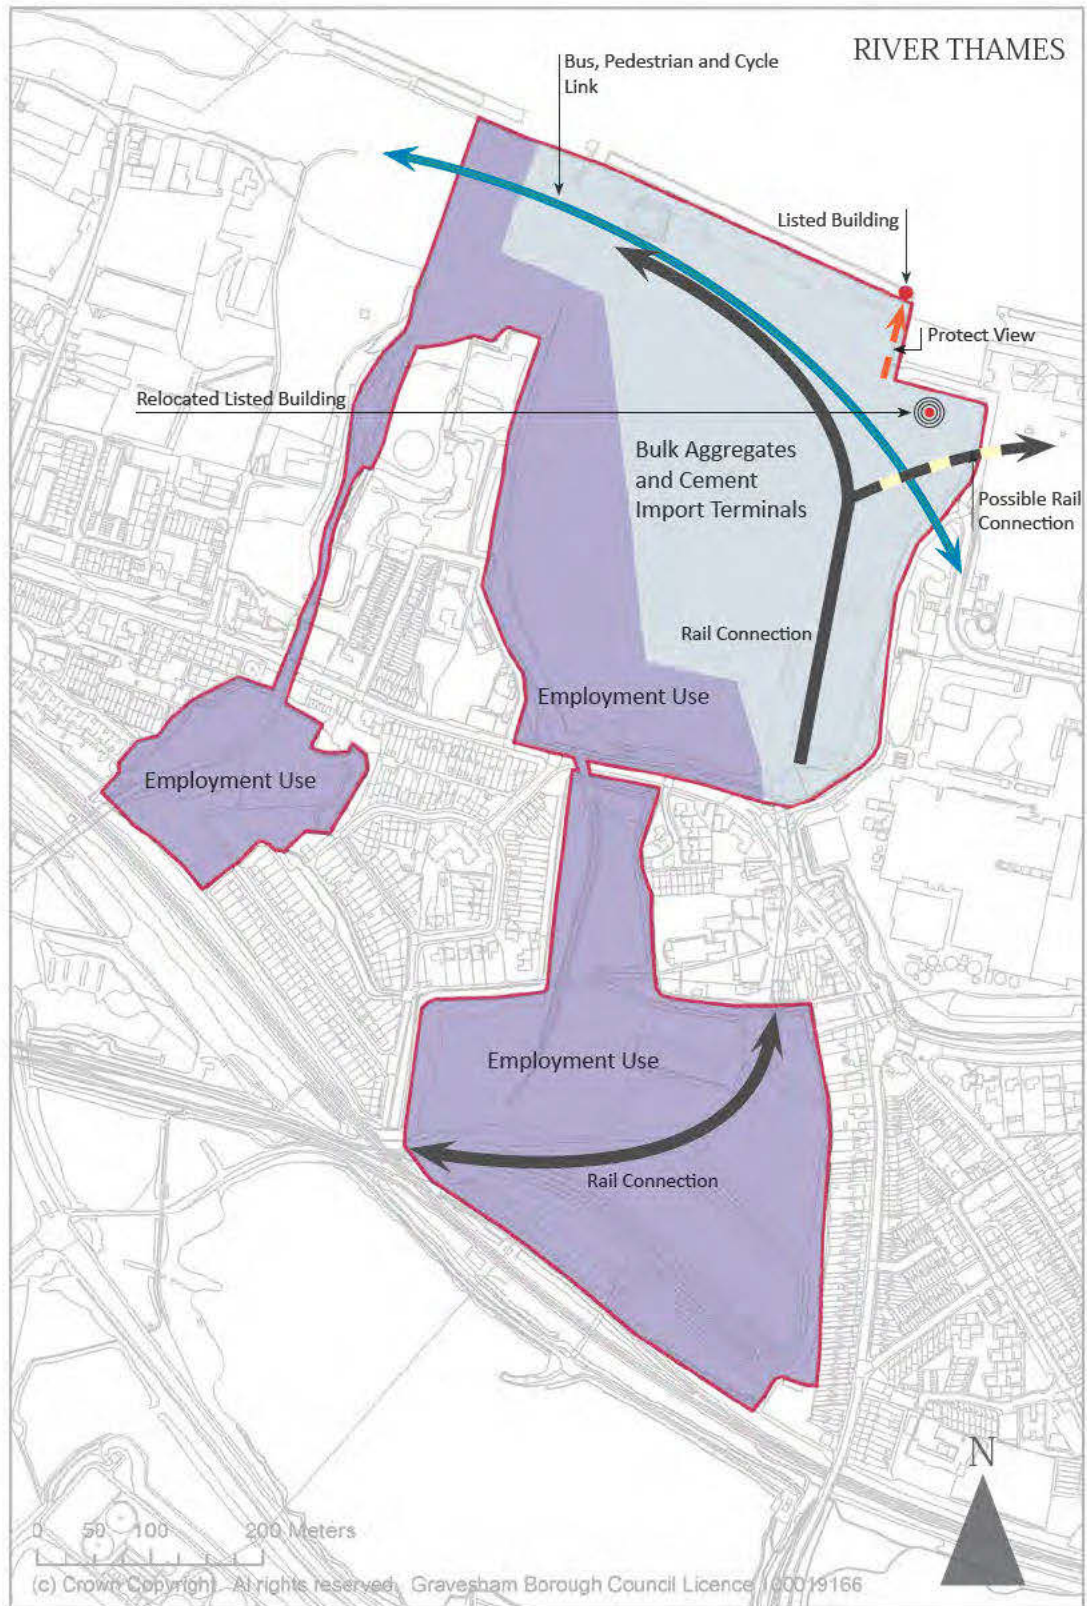 RIVER THAMES
Bus, Pedestrian and Cycle
Link
Listed Building
Protect View
Relocated Listed Building
Bulk Aggregates
and Cement
Import Terminals
Possible Rail
Connection
Rail Connection
Employment Use
Employment Use
Employment Use
Rail Connection
N
0 50 100 200 Meters
(c) Crown Copyright. All rights reserved. Gravesham Borough Council Licence 100019166